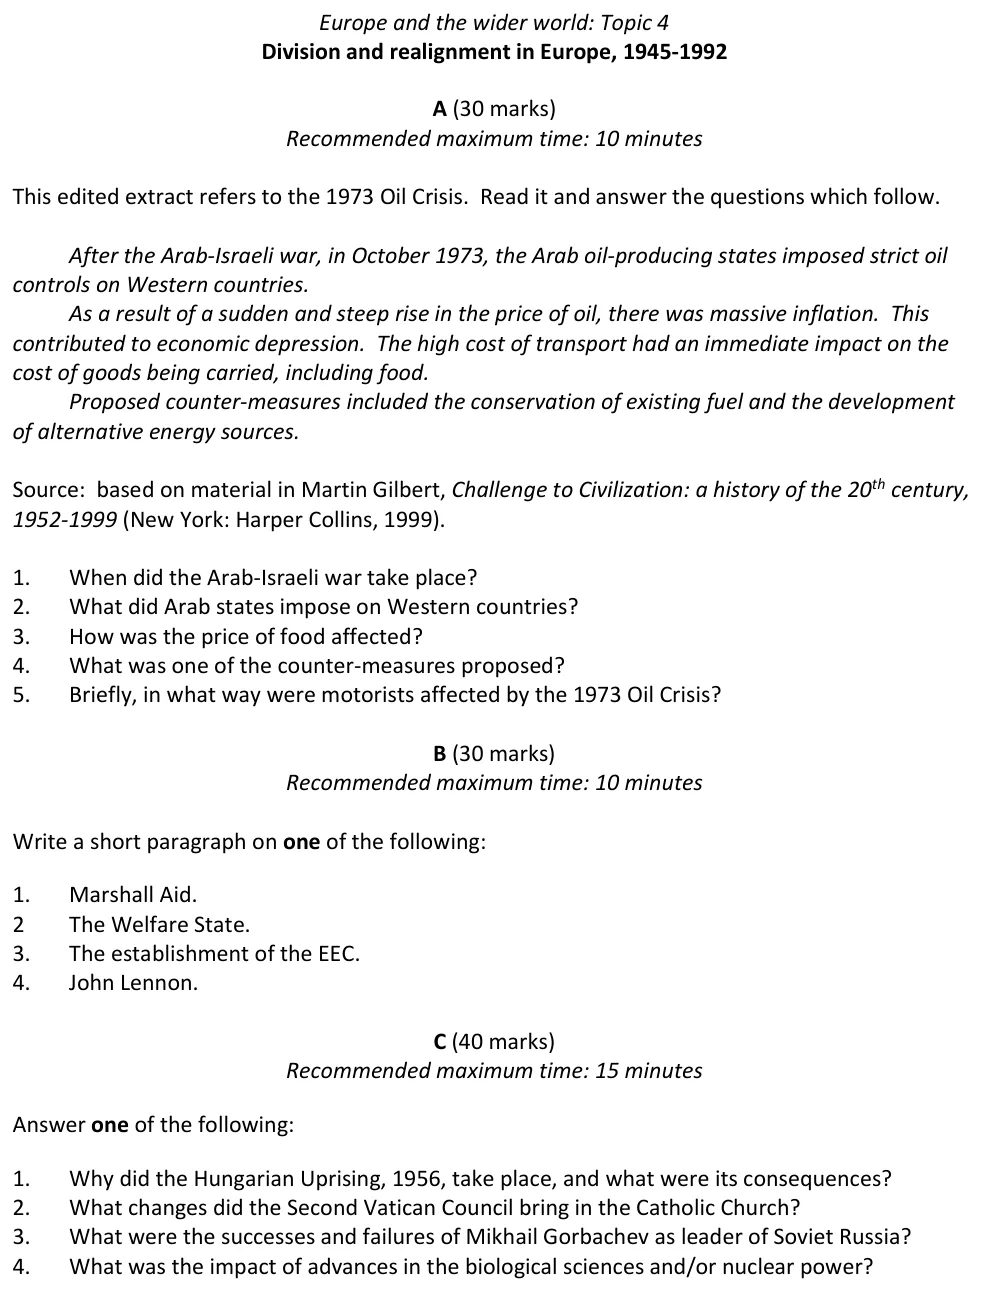 Europe and the wider world: Topic 4
Division and realignment in Europe, 1945-1992
A (30 marks)
Recommended maximum time: 10 minutes
This edited extract refers to the 1973 Oil Crisis.  Read it and answer the questions which follow.
After the Arab-Israeli war, in October 1973, the Arab oil-producing states imposed strict oil
controls on Western countries.
As a result of a sudden and steep rise in the price of oil, there was massive inflation.  This
contributed to economic depression.  The high cost of transport had an immediate impact on the
cost of goods being carried, including food.
Proposed counter-measures included the conservation of existing fuel and the development
of alternative energy sources.
Source:  based on material in Martin Gilbert, Challenge to Civilization: a history of the 20th century,
1952-1999 (New York: Harper Collins, 1999).
1. When did the Arab-Israeli war take place?
2. What did Arab states impose on Western countries?
3. How was the price of food affected?
4. What was one of the counter-measures proposed?
5. Briefly, in what way were motorists affected by the 1973 Oil Crisis?
B (30 marks)
Recommended maximum time: 10 minutes
Write a short paragraph on one of the following:
1. Marshall Aid.
2 The Welfare State.
3. The establishment of the EEC.
4. John Lennon.
C (40 marks)
Recommended maximum time: 15 minutes
Answer one of the following:
1. Why did the Hungarian Uprising, 1956, take place, and what were its consequences?
2. What changes did the Second Vatican Council bring in the Catholic Church?
3. What were the successes and failures of Mikhail Gorbachev as leader of Soviet Russia?
4. What was the impact of advances in the biological sciences and/or nuclear power?